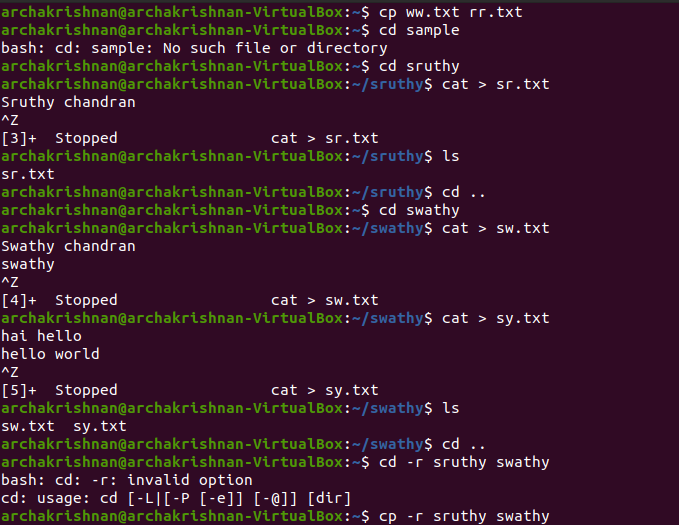 archakrishnan@archakrishnan-VirtualBox:~$ cp ww.txt rr.txt
archakrishnan@archakrishnan-VirtualBox:~$ cd sample
bash: cd: sample: No such file or directory
archakrishnan@archakrishnan-VirtualBox:~$ cd sruthy
archakrishnan@archakrishnan-VirtualBox:~/sruthy$ cat > sr.txt
Sruthy chandran
^Z
[3]+  Stopped                 cat > sr.txt
archakrishnan@archakrishnan-VirtualBox:~/sruthy$ ls
sr.txt
archakrishnan@archakrishnan-VirtualBox:~/sruthy$ cd ..
archakrishnan@archakrishnan-VirtualBox:~$ cd swathy
archakrishnan@archakrishnan-VirtualBox:~/swathy$ cat > sw.txt
Swathy chandran
swathy
^Z
[4]+  Stopped                 cat > sw.txt
archakrishnan@archakrishnan-VirtualBox:~/swathy$ cat > sy.txt
hai hello
hello world
^Z
[5]+  Stopped                 cat > sy.txt
archakrishnan@archakrishnan-VirtualBox:~/swathy$ ls
sw.txt  sy.txt
archakrishnan@archakrishnan-VirtualBox:~/swathy$ cd ..
archakrishnan@archakrishnan-VirtualBox:~$ cd -r sruthy swathy
bash: cd: -r: invalid option
cd: usage: cd [-L|[-P [-e]] [-@]] [dir]
archakrishnan@archakrishnan-VirtualBox:~$ cp -r sruthy swathy